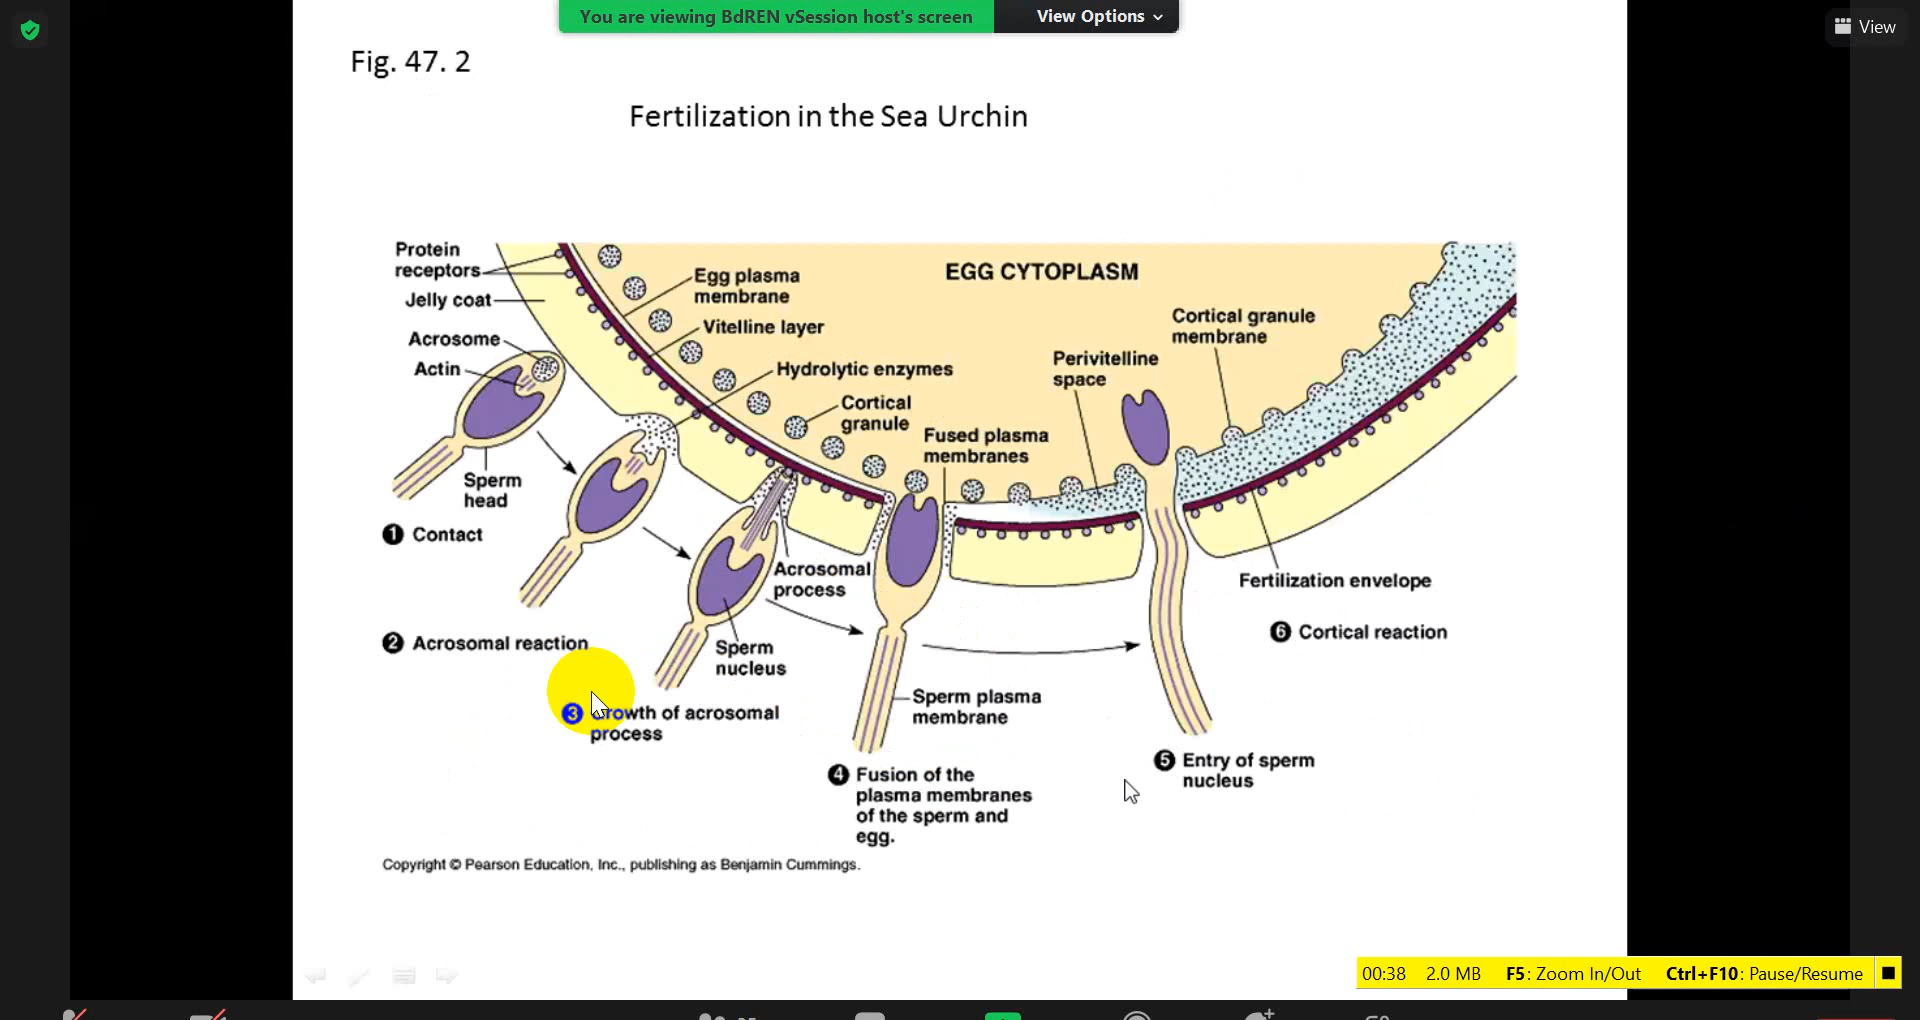 You are viewing BdREN vSession host's screen
View Options
View
Fig. 47. 2
Fertilization in the Sea Urchin
Protein
receptors
Jelly coat
Acrosome
Actin
Sperm
head
1 Contact
2 Acrosomal reaction
Egg plasma
membrane
Vitelline layer
Hydrolytic enzymes
Cortical
granule
Fused plasma
membranes
EGG CYTOPLASM
Perivitelline
space
Cortical granule
membrane
Acrosomal
process
Sperm
nucleus
3 Growth of acrosomal
process
Sperm plasma
membrane
4 Fusion of the
plasma membranes
of the sperm and
egg.
5 Entry of sperm
nucleus
Fertilization envelope
6 Cortical reaction
Copyright © Pearson Education, Inc., publishing as Benjamin Cummings.
00:38 2.0 MB F5: Zoom In/Out Ctrl+F10: Pause/Resume